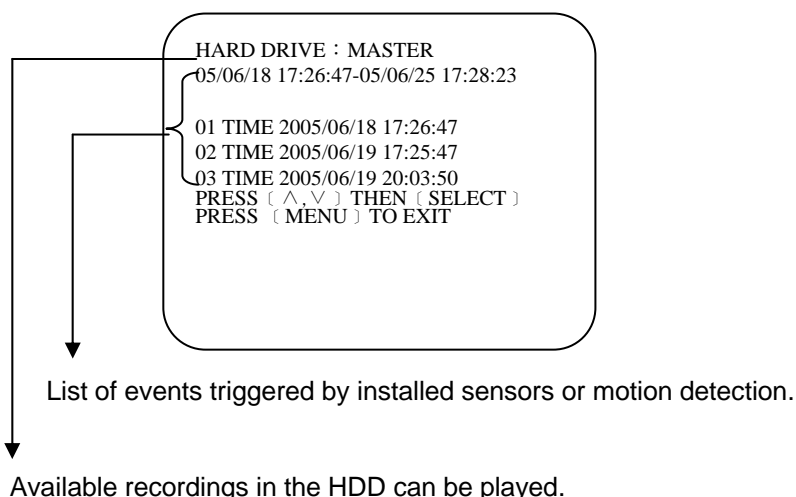 HARD DRIVE：MASTER
05/06/18 17:26:47-05/06/25 17:28:23
01 TIME 2005/06/18 17:26:47
02 TIME 2005/06/19 17:25:47
03 TIME 2005/06/19 20:03:50
PRESS﹝∧,∨﹞THEN﹝SELECT﹞
PRESS ﹝MENU﹞TO EXIT
List of events triggered by installed sensors or motion detection.
Available recordings in the HDD can be played.